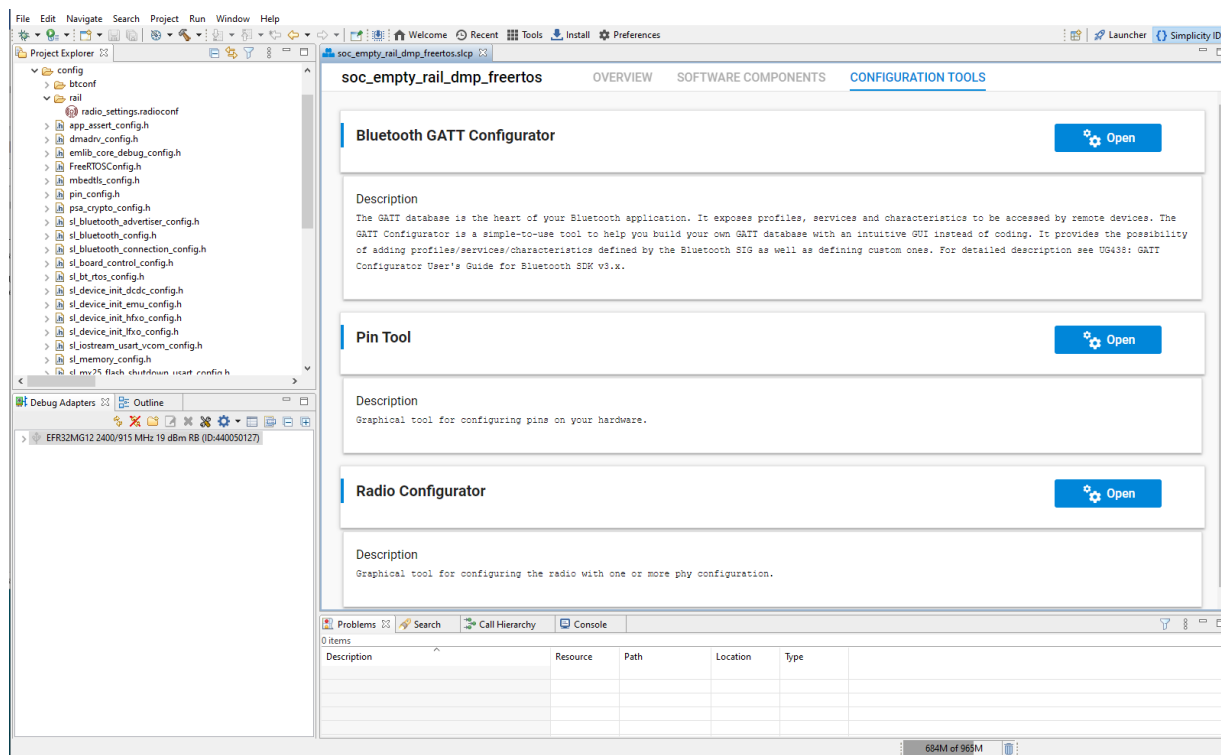 File Edit Navigate Search Project Run Window Help
Welcome Recent Tools Install Preferences Launcher Simplicity ID
Project Explorer
config
btconf
rail
radio_settings.radioconf
app_assert_config.h
dmadrv_config.h
emlib_core_debug_config.h
FreeRTOSConfig.h
mbedtls_config.h
pin_config.h
psa_crypto_config.h
sl_bluetooth_advertiser_config.h
sl_bluetooth_config.h
sl_bluetooth_connection_config.h
sl_board_control_config.h
sl_bt_rtos_config.h
sl_device_init_dcdc_config.h
sl_device_init_emu_config.h
sl_device_init_hfxo_config.h
sl_device_init_lfxo_config.h
sl_iostream_usart_vcom_config.h
sl_memory_config.h
sl_mx25_flash_shutdown_usart_config.h
Debug Adapters Outline
EFR32MG12 2400/915 MHz 19 dBm RB (ID:440050127)
soc_empty_rail_dmp_freertos.slcp
soc_empty_rail_dmp_freertos OVERVIEW SOFTWARE COMPONENTS CONFIGURATION TOOLS
Bluetooth GATT Configurator Open
Description
The GATT database is the heart of your Bluetooth application. It exposes profiles, services and characteristics to be accessed by remote devices. The
GATT Configurator is a simple-to-use tool to help you build your own GATT database with an intuitive GUI instead of coding. It provides the possibility
of adding profiles/services/characteristics defined by the Bluetooth SIG as well as defining custom ones. For detailed description see UG438: GATT
Configurator User's Guide for Bluetooth SDK v3.x.
Pin Tool Open
Description
Graphical tool for configuring pins on your hardware.
Radio Configurator Open
Description
Graphical tool for configuring the radio with one or more phy configuration.
Problems Search Call Hierarchy Console
0 items
Description Resource Path Location Type
684M of 965M